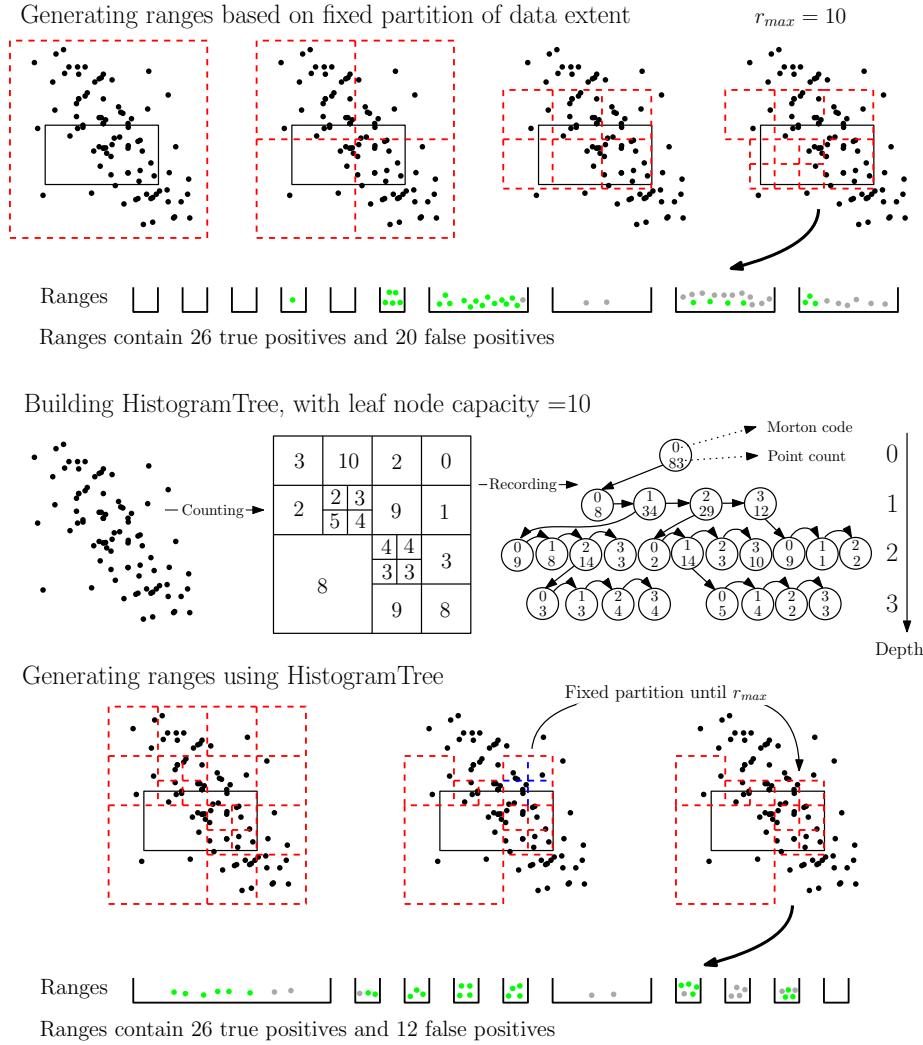 Generating ranges based on fixed partition of data extent
r_max = 10
Ranges
Ranges contain 26 true positives and 20 false positives
Building HistogramTree, with leaf node capacity =10
Counting
3 10 2 0
2 2 3 9 1
5 4
8 4 4 3
3 3
9 8
Recording
Morton code
Point count
0
83
0
0 1 2 3
8 34 29 12
1
0 1 2 3 0 1 2 3 0 1 2
9 8 14 3 2 14 3 10 9 1 2
2
0 1 2 3 0 1 2 3
3 3 4 4 5 4 2 3
3
Depth
Generating ranges using HistogramTree
Fixed partition until r_max
Ranges
Ranges contain 26 true positives and 12 false positives